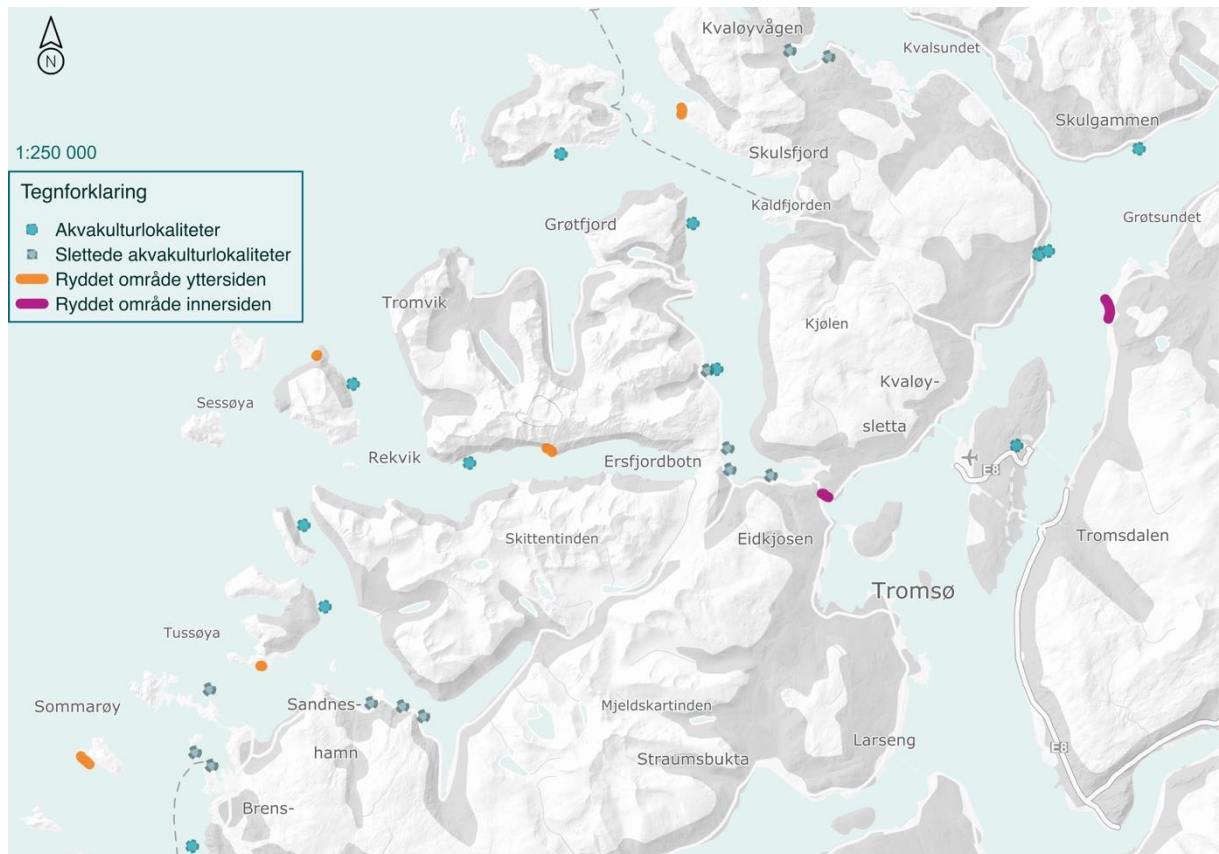 Kvaløyvågen
Kvalsundet
N
Skulgammen
1:250 000
Skulsfjord
Tegnforklaring
Akvakulturlokaliteter
Slettede akvakulturlokaliteter
Ryddet område yttersiden
Ryddet område innersiden
Kaldfjorden
Grøtfjord
Grøtsundet
Tromvik
Kjølen
Kvaløy-
sletta
Sessøya
Rekvik
Ersfjordbotn
E8
Skittentinden
Eidkjosen
Tromsdalen
Tromsø
Tussøya
Sommarøy
Sandnes-
hamn
Mjeldskartinden
Straumsbukta
Larseng
E8
Brens-